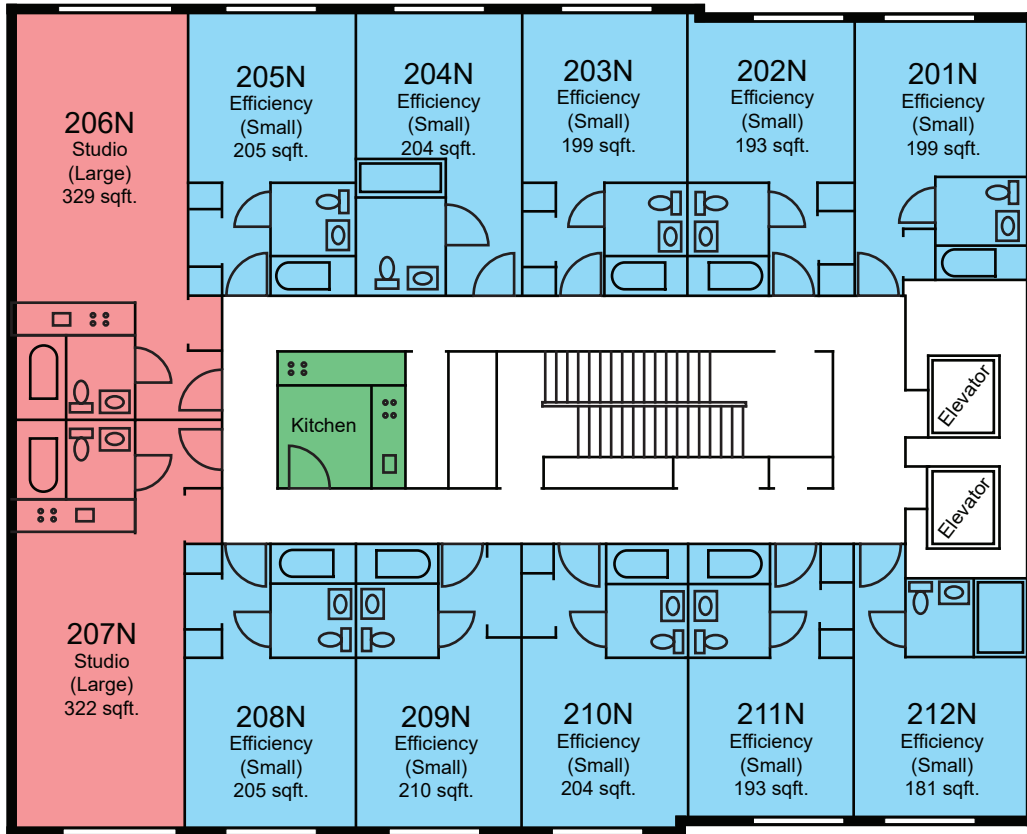 206N
Studio
(Large)
329 sqft.
205N
Efficiency
(Small)
205 sqft.
204N
Efficiency
(Small)
204 sqft.
203N
Efficiency
(Small)
199 sqft.
202N
Efficiency
(Small)
193 sqft.
201N
Efficiency
(Small)
199 sqft.
Kitchen
Elevator
Elevator
207N
Studio
(Large)
322 sqft.
208N
Efficiency
(Small)
205 sqft.
209N
Efficiency
(Small)
210 sqft.
210N
Efficiency
(Small)
204 sqft.
211N
Efficiency
(Small)
193 sqft.
212N
Efficiency
(Small)
181 sqft.